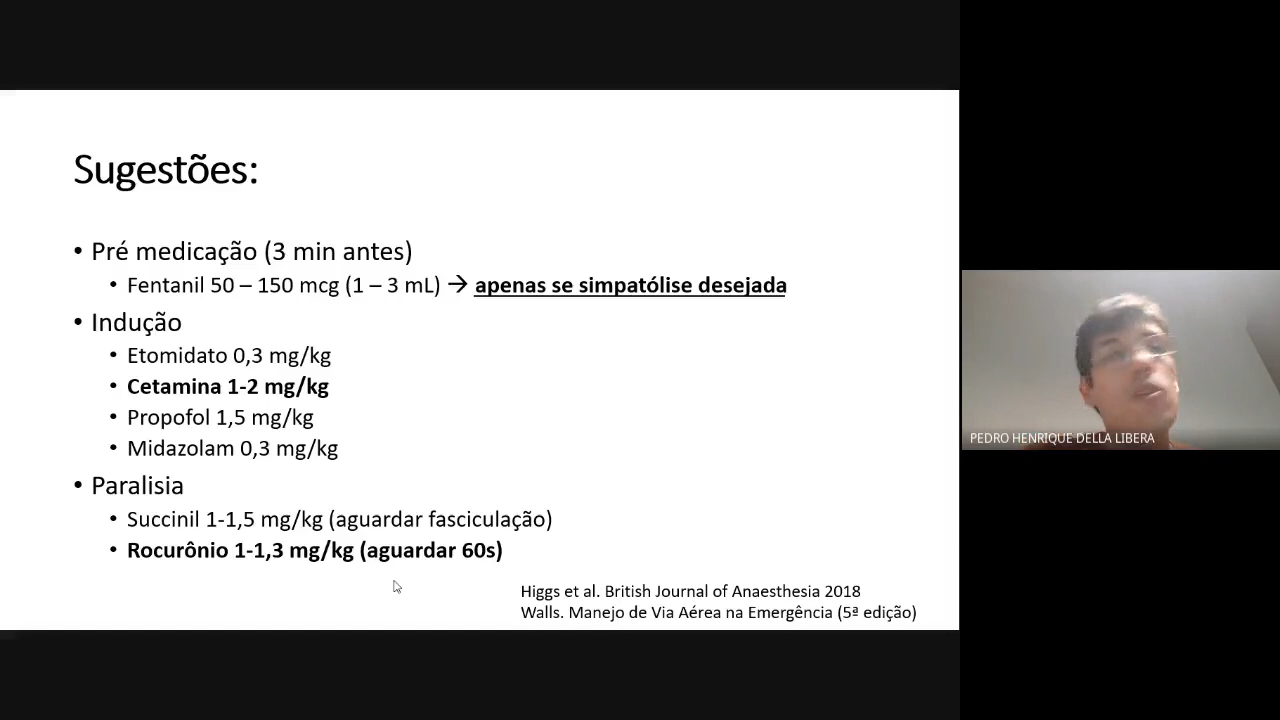 Sugestões:
• Pré medicação (3 min antes)
• Fentanil 50 – 150 mcg (1 – 3 mL) → apenas se simpatólise desejada
• Indução
• Etomidato 0,3 mg/kg
• Cetamina 1-2 mg/kg
• Propofol 1,5 mg/kg
• Midazolam 0,3 mg/kg
• Paralisia
• Succinil 1-1,5 mg/kg (aguardar fasciculação)
• Rocurônio 1-1,3 mg/kg (aguardar 60s)
Higgs et al. British Journal of Anaesthesia 2018
Walls. Manejo de Via Aérea na Emergência (5ª edição)
PEDRO HENRIQUE DELLA LIBERA